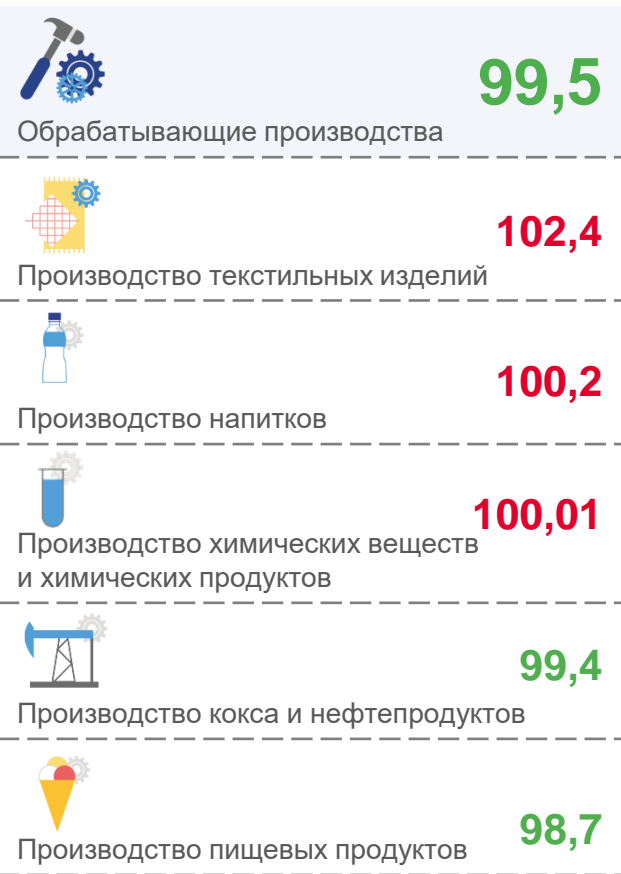 99,5
Обрабатывающие производства
102,4
Производство текстильных изделий
100,2
Производство напитков
100,01
Производство химических веществ
и химических продуктов
99,4
Производство кокса и нефтепродуктов
98,7
Производство пищевых продуктов